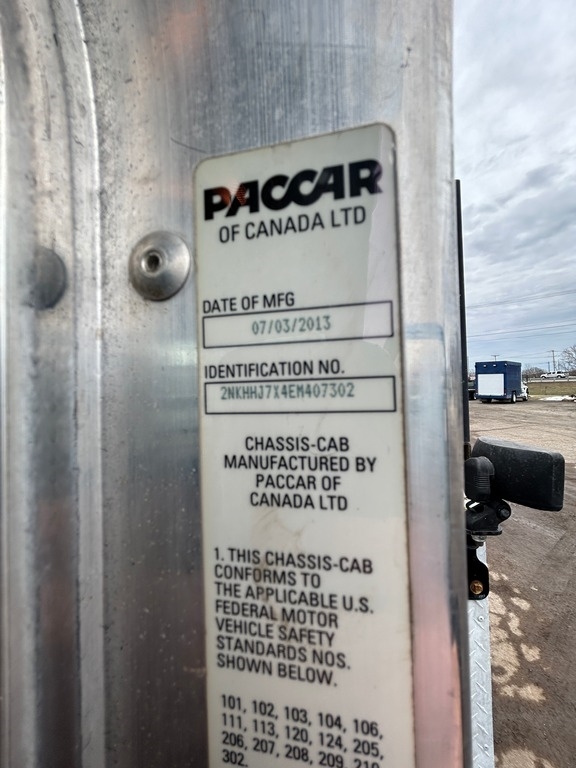 PACCAR
OF CANADA LTD
DATE OF MFG
07/03/2013
IDENTIFICATION NO.
2NKHHJ7X4EM407302
CHASSIS-CAB
MANUFACTURED BY
PACCAR OF
CANADA LTD
1. THIS CHASSIS-CAB
CONFORMS TO
THE APPLICABLE U.S.
FEDERAL MOTOR
VEHICLE SAFETY
STANDARDS NOS.
SHOWN BELOW.
101, 102, 103, 104, 106,
111, 113, 120, 124, 205,
206, 207, 208, 209, 210
302.